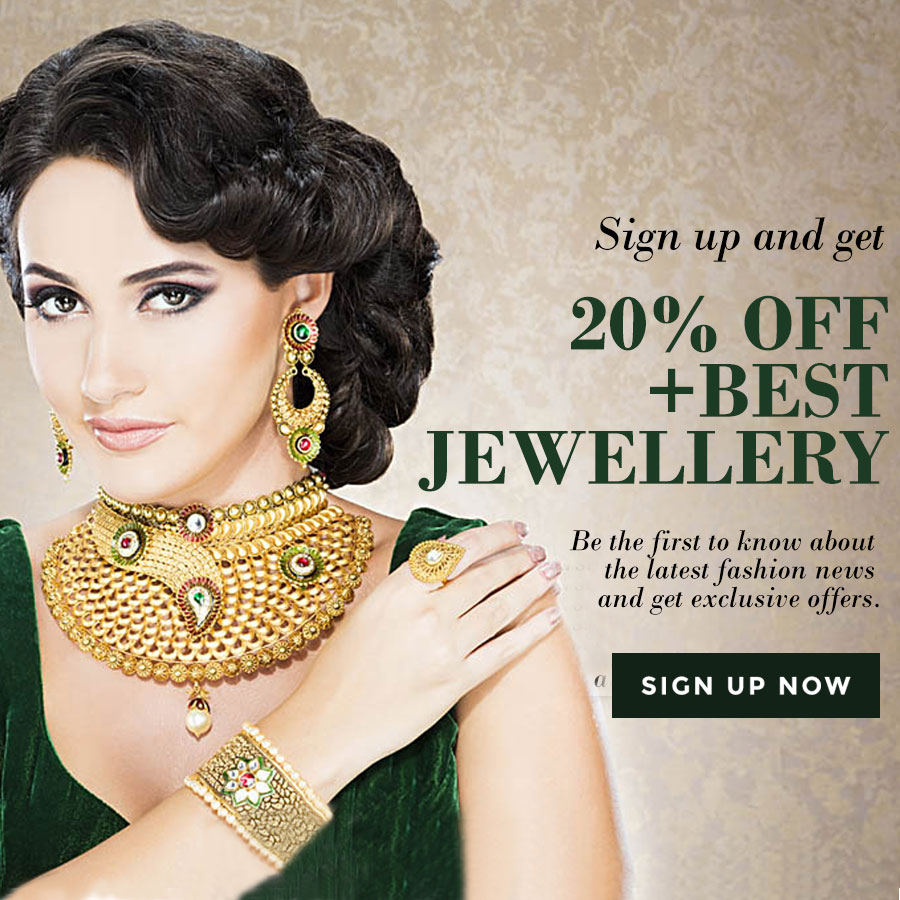 Sign up and get
20% OFF
+BEST
JEWELLERY
Be the first to know about
the latest fashion news
and get exclusive offers.
a
SIGN UP NOW